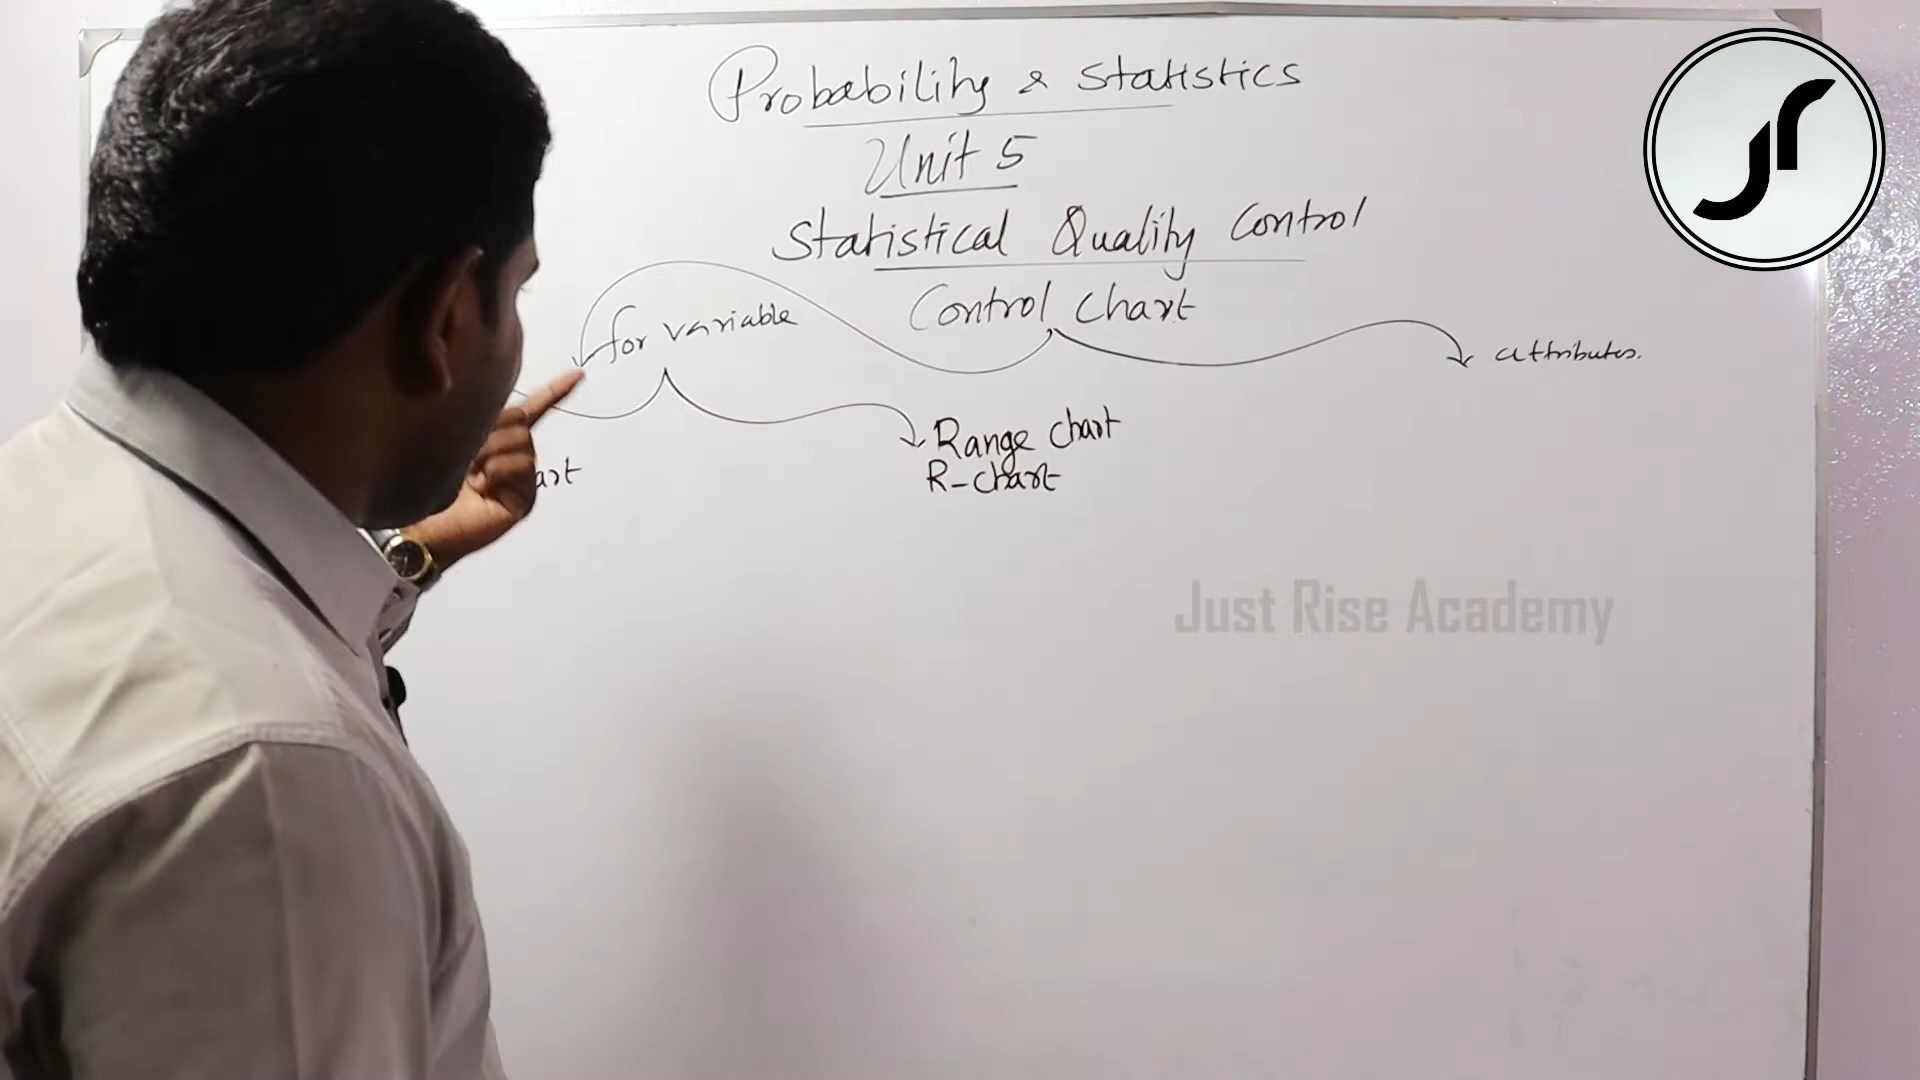 Probability & Statistics
Unit 5
Statistical Quality Control
Control Chart
for variable
attributes.
Range chart
R-chart
art
Just Rise Academy